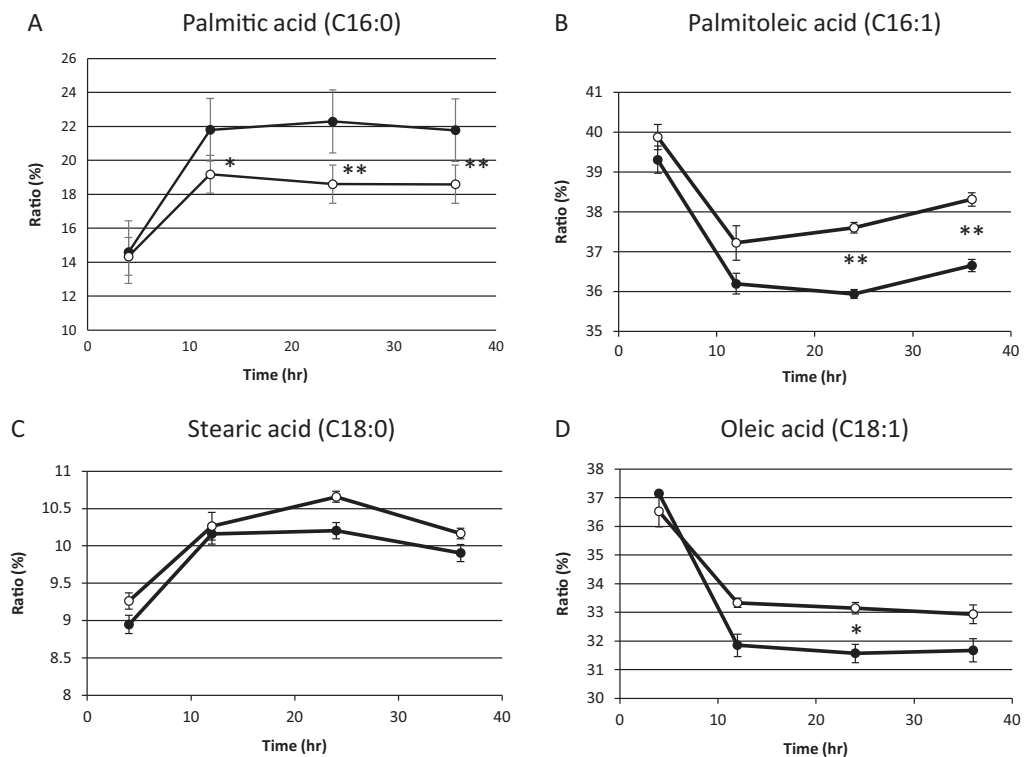 A Palmitic acid (C16:0)
26
24
22
20
18
16
14
12
10
Ratio (%)
* ** **
0 10 20 30 40
Time (hr)
B Palmitoleic acid (C16:1)
41
40
39
38
37
36
35
Ratio (%)
** **
0 10 20 30 40
Time (hr)
C Stearic acid (C18:0)
11
10.5
10
9.5
9
8.5
8
Ratio (%)
0 10 20 30 40
Time (hr)
D Oleic acid (C18:1)
38
37
36
35
34
33
32
31
30
Ratio (%)
*
0 10 20 30 40
Time (hr)